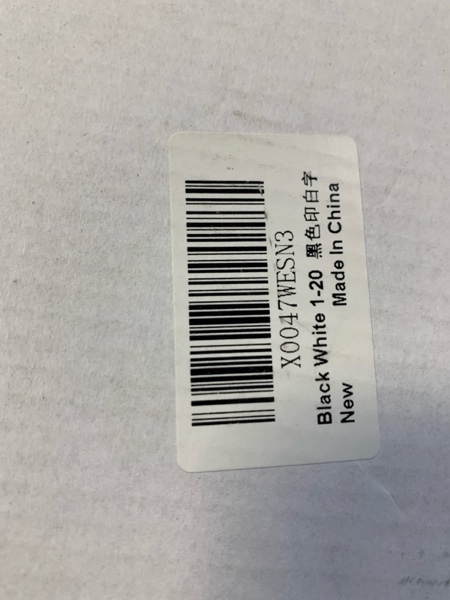 X0047WESN3
Black White 1-20 黑色印白字
New Made In China